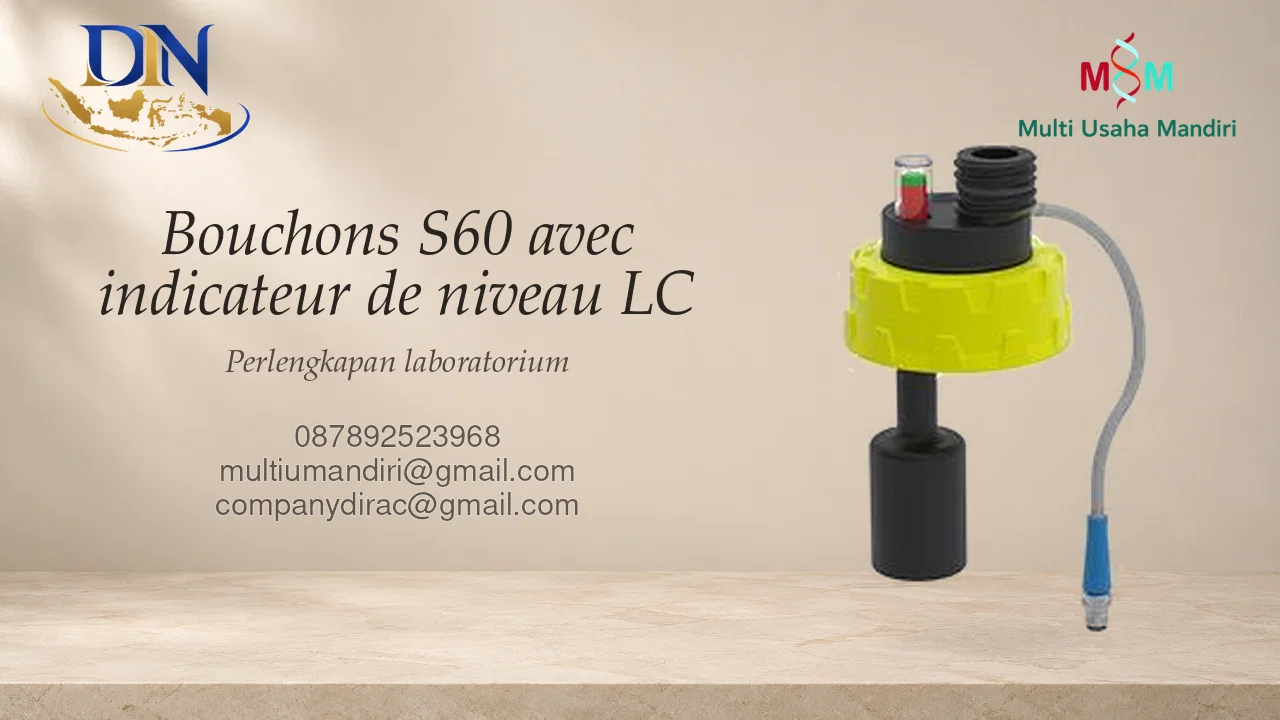 DIN
M M
Multi Usaha Mandiri
Bouchons S60 avec
indicateur de niveau LC
Perlengkapan laboratorium
087892523968
multiumandiri@gmail.com
companydirac@gmail.com